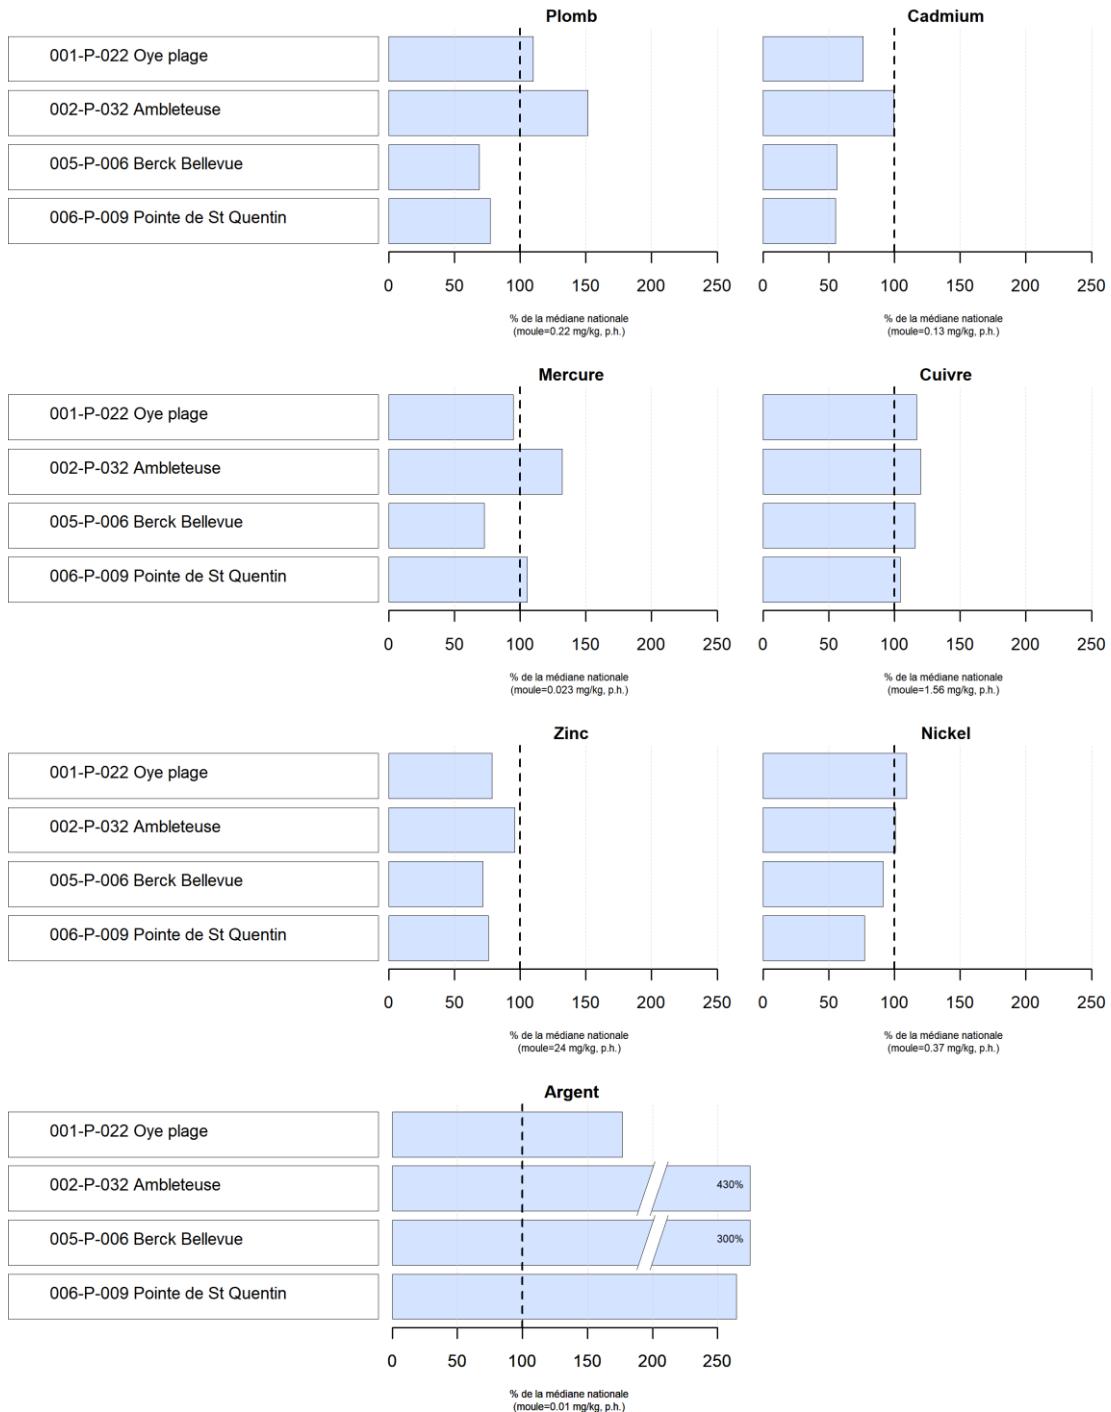 Plomb
Cadmium
001-P-022 Oye plage
002-P-032 Ambleteuse
005-P-006 Berck Bellevue
006-P-009 Pointe de St Quentin
0 50 100 150 200 250
0 50 100 150 200 250
% de la médiane nationale
(moule=0.22 mg/kg, p.h.)
% de la médiane nationale
(moule=0.13 mg/kg, p.h.)
Mercure
Cuivre
001-P-022 Oye plage
002-P-032 Ambleteuse
005-P-006 Berck Bellevue
006-P-009 Pointe de St Quentin
0 50 100 150 200 250
0 50 100 150 200 250
% de la médiane nationale
(moule=0.023 mg/kg, p.h.)
% de la médiane nationale
(moule=1.56 mg/kg, p.h.)
Zinc
Nickel
001-P-022 Oye plage
002-P-032 Ambleteuse
005-P-006 Berck Bellevue
006-P-009 Pointe de St Quentin
0 50 100 150 200 250
0 50 100 150 200 250
% de la médiane nationale
(moule=24 mg/kg, p.h.)
% de la médiane nationale
(moule=0.37 mg/kg, p.h.)
Argent
001-P-022 Oye plage
002-P-032 Ambleteuse
430%
005-P-006 Berck Bellevue
300%
006-P-009 Pointe de St Quentin
0 50 100 150 200 250
% de la médiane nationale
(moule=0.01 mg/kg, p.h.)